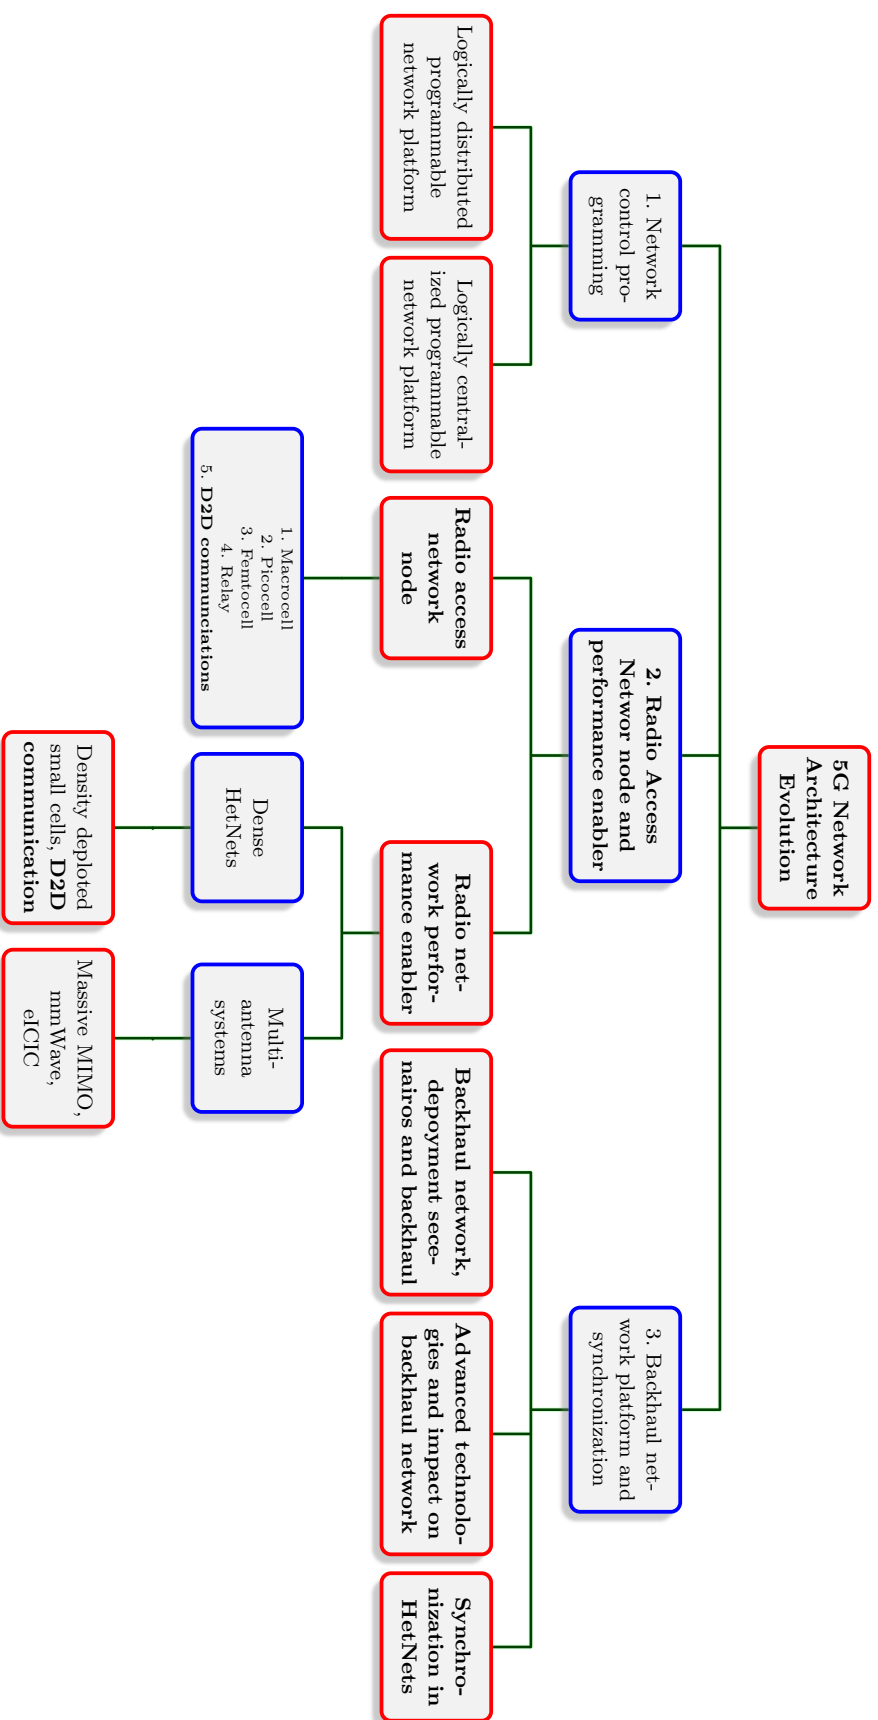 5G Network
Architecture
Evolution
1. Network
control pro-
gramming
2. Radio Access
Networ node and
performance enabler
3. Backhaul net-
work platform and
synchronization
Logically distributed
programmable
network platform
Logically central-
ized programmable
network platform
Radio access
network
node
Radio net-
work perfor-
mance enabler
Backhaul network,
depoyment sece-
nairos and backhaul
Advanced technolo-
gies and impact on
backhaul network
Synchro-
nization in
HetNets
1. Macrocell
2. Picocell
3. Femtocell
4. Relay
5. D2D communciations
Dense
HetNets
Multi-
antenna
systems
Density deploted
small cells, D2D
communication
Massive MIMO,
mmWave,
eICIC